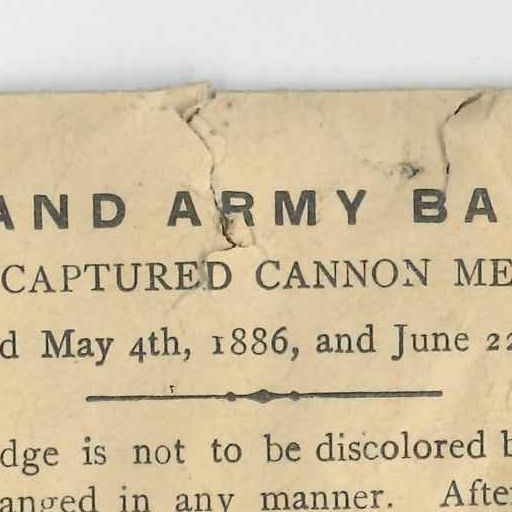 AND ARMY BA
CAPTURED CANNON ME
d May 4th, 1886, and June 22
dge is not to be discolored b
anged in any manner. Afte